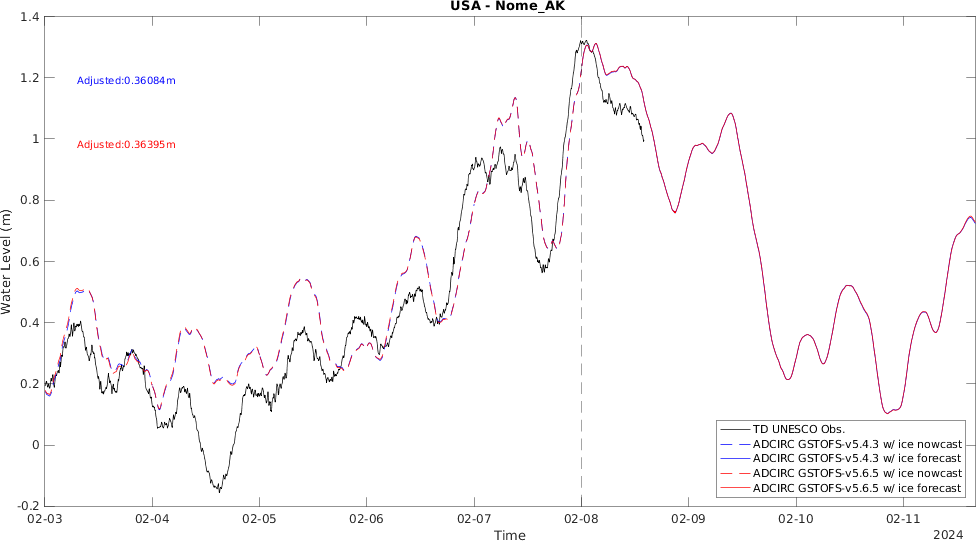 USA - Nome_AK
1.4
1.2
1
0.8
0.6
0.4
0.2
0
-0.2
Water Level (m)
Adjusted:0.36084m
Adjusted:0.36395m
TD UNESCO Obs.
ADCIRC GSTOFS-v5.4.3 w/ ice nowcast
ADCIRC GSTOFS-v5.4.3 w/ ice forecast
ADCIRC GSTOFS-v5.6.5 w/ ice nowcast
ADCIRC GSTOFS-v5.6.5 w/ ice forecast
02-03 02-04 02-05 02-06 02-07 02-08 02-09 02-10 02-11
Time
2024